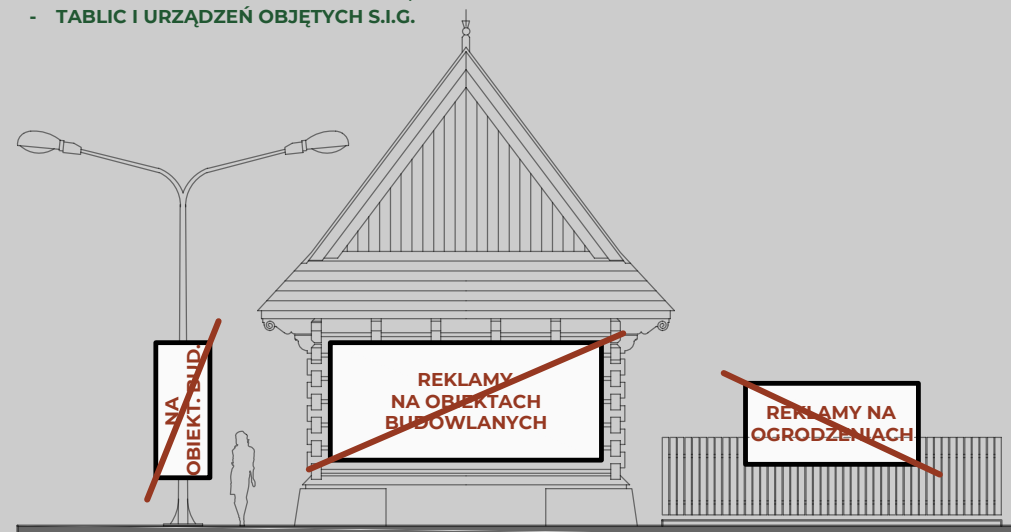 - TABLIC I URZĄDZEŃ OBJĘTYCH S.I.G.
NA
OBIEKT. BUD.
REKLAMY
NA OBIEKTACH
BUDOWLANYCH
REKLAMY NA
OGRODZENIACH